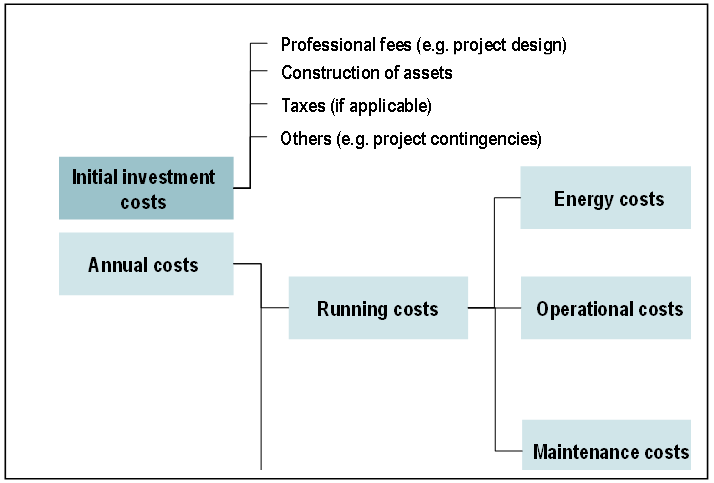 Professional fees (e.g. project design)
Construction of assets
Taxes (if applicable)
Others (e.g. project contingencies)
Initial investment
costs
Annual costs
Running costs
Energy costs
Operational costs
Maintenance costs